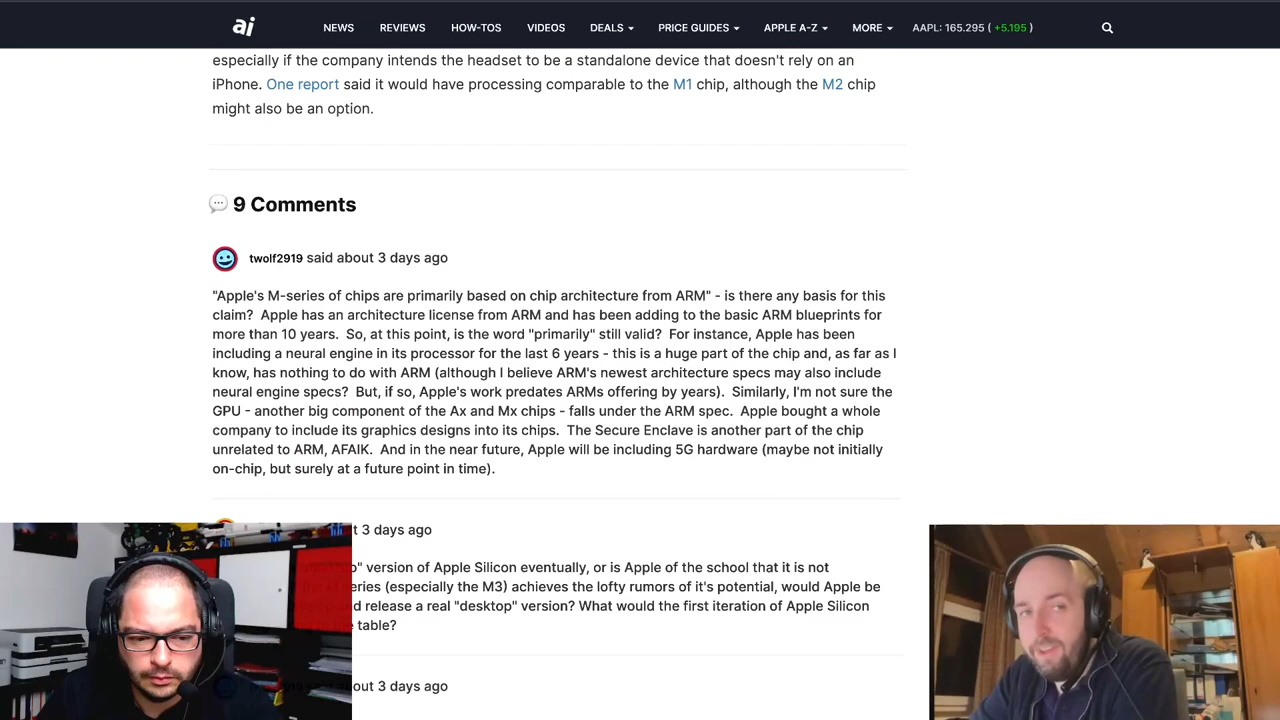 ai NEWS REVIEWS HOW-TOS VIDEOS DEALS PRICE GUIDES APPLE A-Z MORE AAPL: 165.295 ( +5.195 )
especially if the company intends the headset to be a standalone device that doesn't rely on an
iPhone. One report said it would have processing comparable to the M1 chip, although the M2 chip
might also be an option.
9 Comments
twolf2919 said about 3 days ago
"Apple's M-series of chips are primarily based on chip architecture from ARM" - is there any basis for this
claim? Apple has an architecture license from ARM and has been adding to the basic ARM blueprints for
more than 10 years. So, at this point, is the word "primarily" still valid? For instance, Apple has been
including a neural engine in its processor for the last 6 years - this is a huge part of the chip and, as far as I
know, has nothing to do with ARM (although I believe ARM's newest architecture specs may also include
neural engine specs? But, if so, Apple's work predates ARMs offering by years). Similarly, I'm not sure the
GPU - another big component of the Ax and Mx chips - falls under the ARM spec. Apple bought a whole
company to include its graphics designs into its chips. The Secure Enclave is another part of the chip
unrelated to ARM, AFAIK. And in the near future, Apple will be including 5G hardware (maybe not initially
on-chip, but surely at a future point in time).
3 days ago
version of Apple Silicon eventually, or is Apple of the school that it is not
series (especially the M3) achieves the lofty rumors of it's potential, would Apple be
and release a real "desktop" version? What would the first iteration of Apple Silicon
table?
about 3 days ago